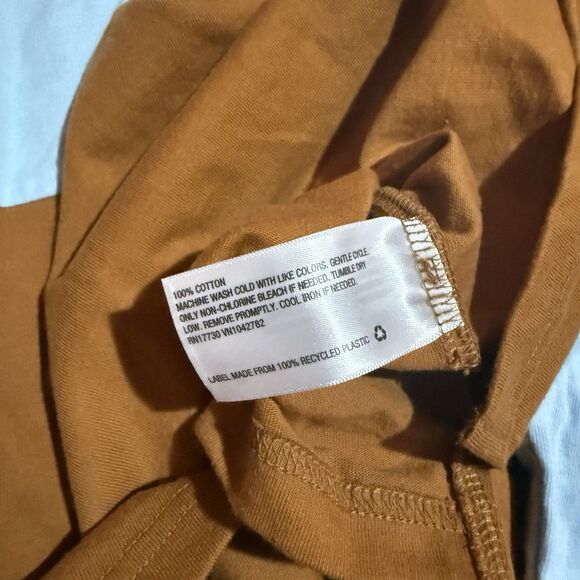 100% COTTON
MACHINE WASH COLD WITH LIKE COLORS. GENTLE CYCLE.
ONLY NON-CHLORINE BLEACH IF NEEDED. TUMBLE DRY
LOW. REMOVE PROMPTLY. COOL IRON IF NEEDED.
RN17730 VN1042762
LABEL MADE FROM 100% RECYCLED PLASTIC